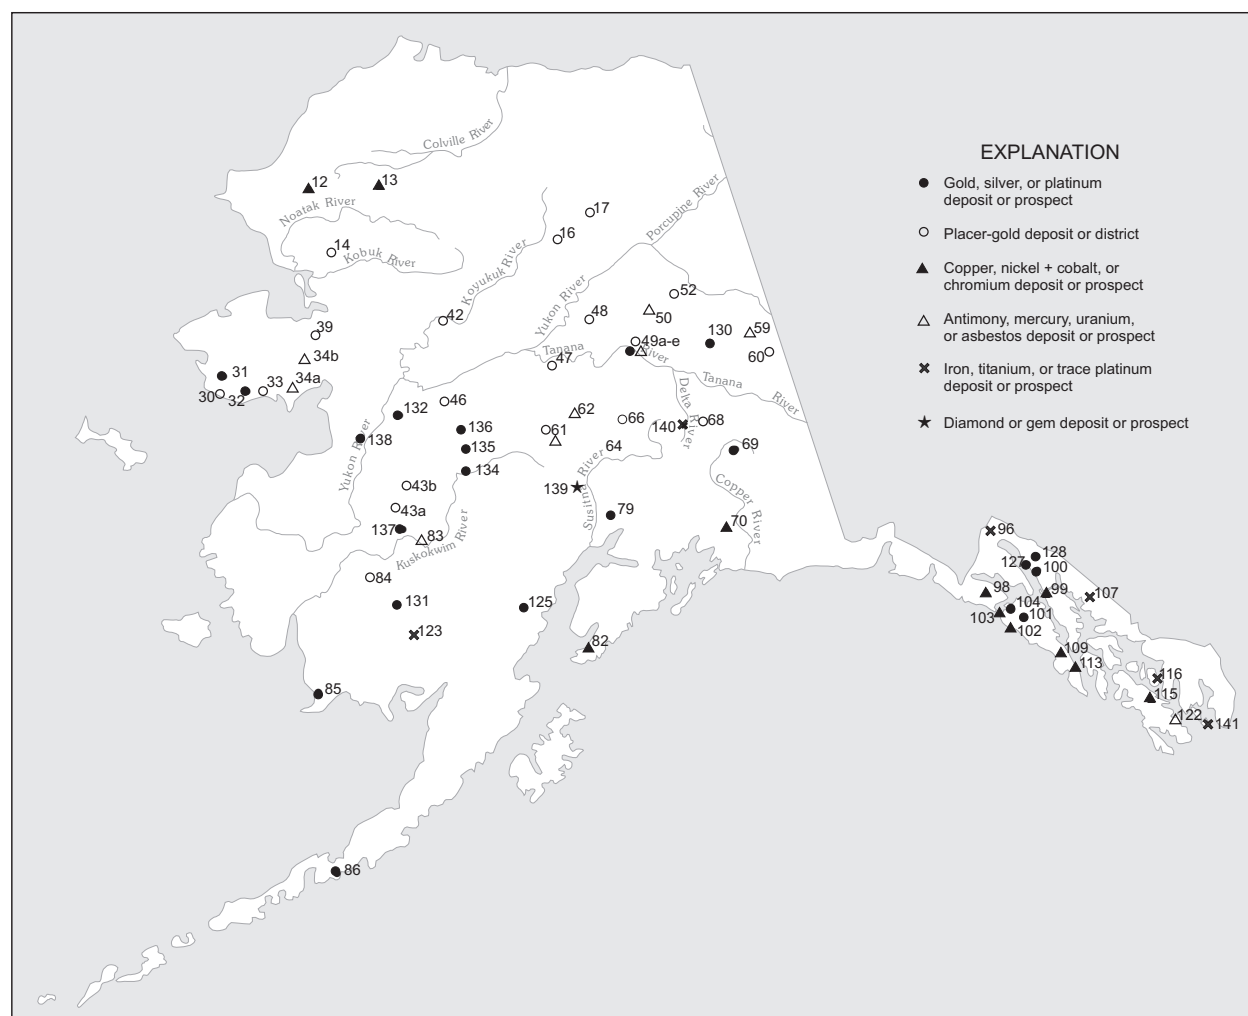 EXPLANATION
Gold, silver, or platinum
deposit or prospect
Placer-gold deposit or district
Copper, nickel + cobalt, or
chromium deposit or prospect
Antimony, mercury, uranium,
or asbestos deposit or prospect
Iron, titanium, or trace platinum
deposit or prospect
Diamond or gem deposit or prospect
Colville River
12
13
Noatak River
Porcupine River
17
14
16
Kobuk River
Koyukuk River
Yukon River
52
42
48
50
39
130
59
49a-e
Tanana
River
60
34b
47
31
34a
Tanana
River
30
32
33
46
62
Delta River
132
66
68
136
61
140
138
135
64
69
Yukon River
134
43b
139
Susitna
River
Copper River
43a
79
137
83
70
Kuskokwim River
96
128
127
100
84
98
99
107
131
125
104
103
101
102
123
82
109
113
116
85
115
122
141
86